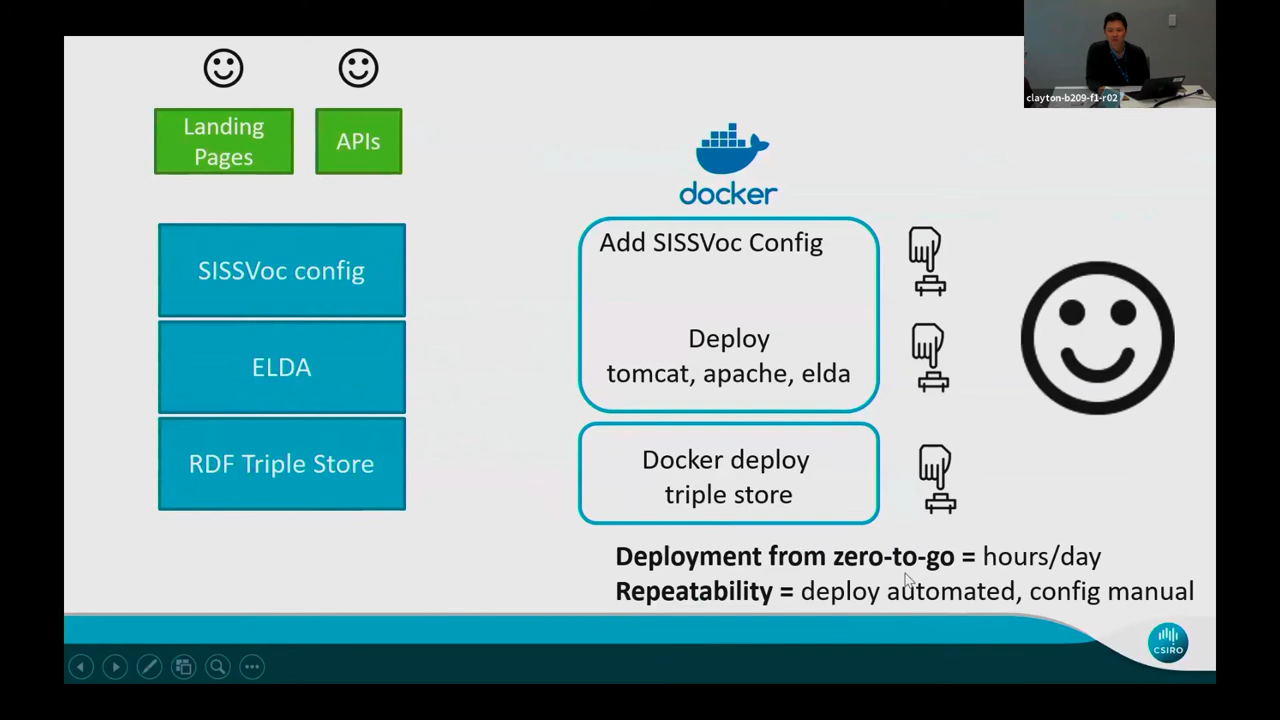 clayton-b209-f1-r02
Landing
Pages
APIs
SISSVoc config
ELDA
RDF Triple Store
docker
Add SISSVoc Config
Deploy
tomcat, apache, elda
Docker deploy
triple store
Deployment from zero-to-go = hours/day
Repeatability = deploy automated, config manual
CSIRO